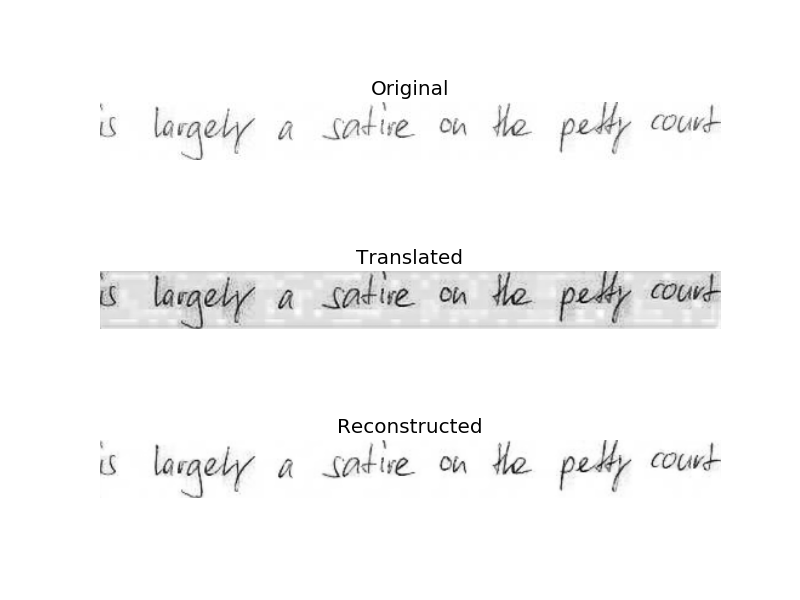 Original
is largely a satire on the petty court
Translated
is largely a satire on the petty court
Reconstructed
is largely a satire on the petty court